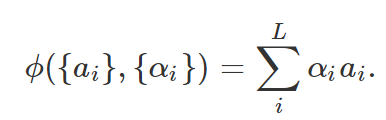 ϕ({aᵢ}, {αᵢ}) = ∑ᵢᴸ αᵢaᵢ.